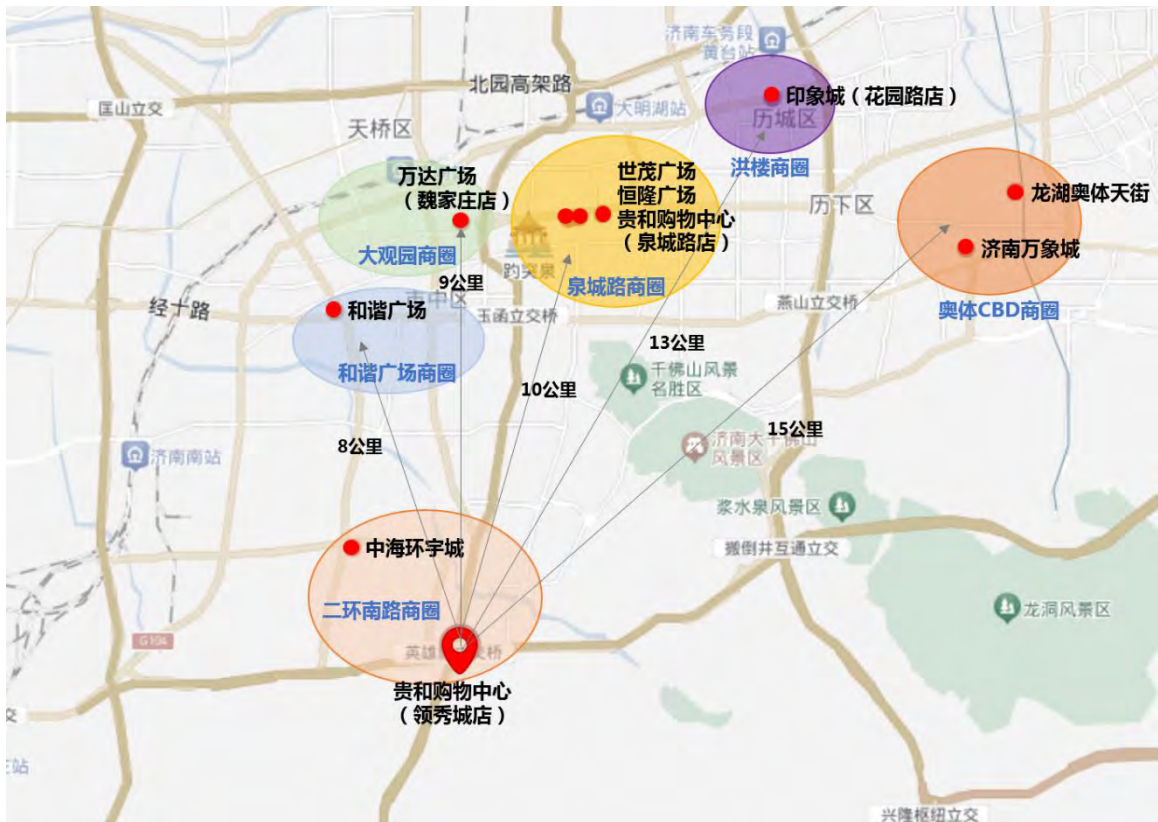 济南车务段
黄台站
北园高架路
匡山立交
大明湖站
印象城（花园路店）
历城区
天桥区
洪楼商圈
万达广场
（魏家庄店）
世茂广场
恒隆广场
贵和购物中心
（泉城路店）
历下区
龙湖奥体天街
大观园商圈
趵突泉
泉城路商圈
济南万象城
9公里
经十路
和谐广场
市中区
玉函立交桥
燕山立交桥
奥体CBD商圈
和谐广场商圈
13公里
千佛山风景
名胜区
10公里
8公里
15公里
济南南站
济南大千佛山
风景区
浆水泉风景区
中海环宇城
搬倒井互通立交
二环南路商圈
龙洞风景区
G104
英雄
交桥
贵和购物中心
（领秀城店）
交
站
兴隆枢纽立交